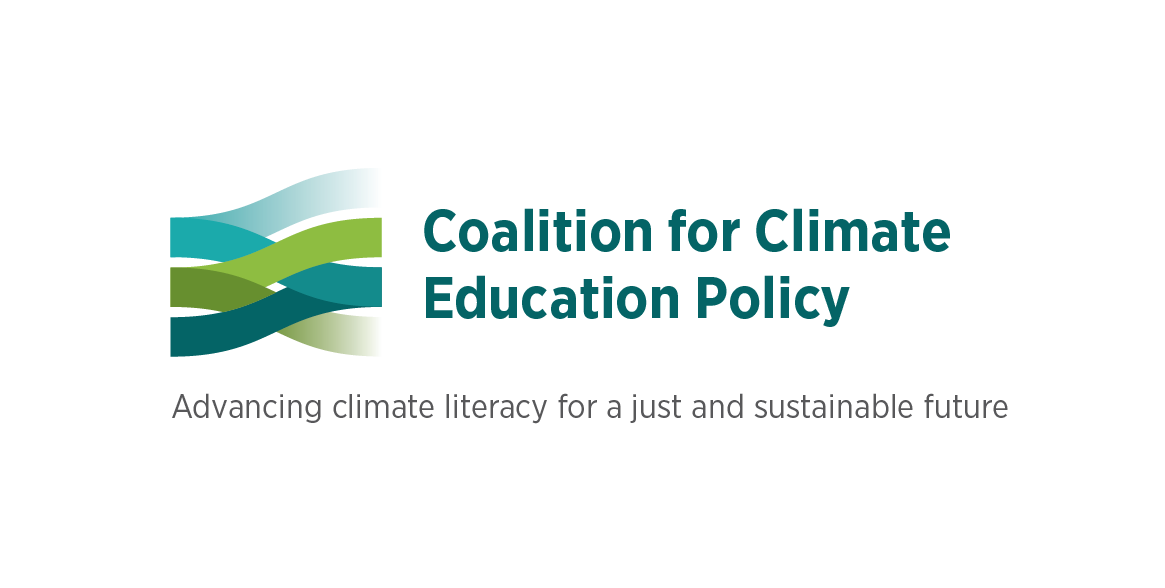 Coalition for Climate
Education Policy
Advancing climate literacy for a just and sustainable future